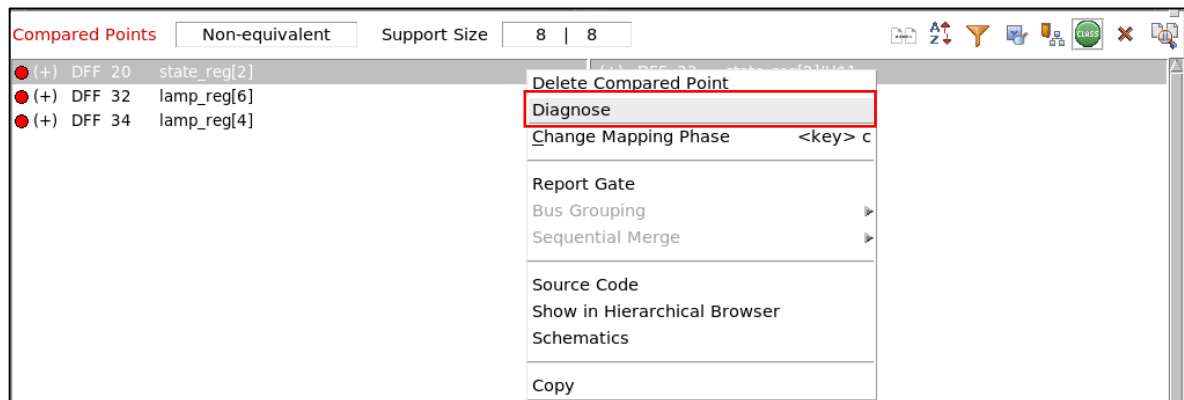 Compared Points Non-equivalent Support Size 8 | 8
CLASS
(+) DFF 20 state_reg[2]
Delete Compared Point
(+) DFF 32 lamp_reg[6]
Diagnose
(+) DFF 34 lamp_reg[4]
Change Mapping Phase <key> c
Report Gate
Bus Grouping
Sequential Merge
Source Code
Show in Hierarchical Browser
Schematics
Copy